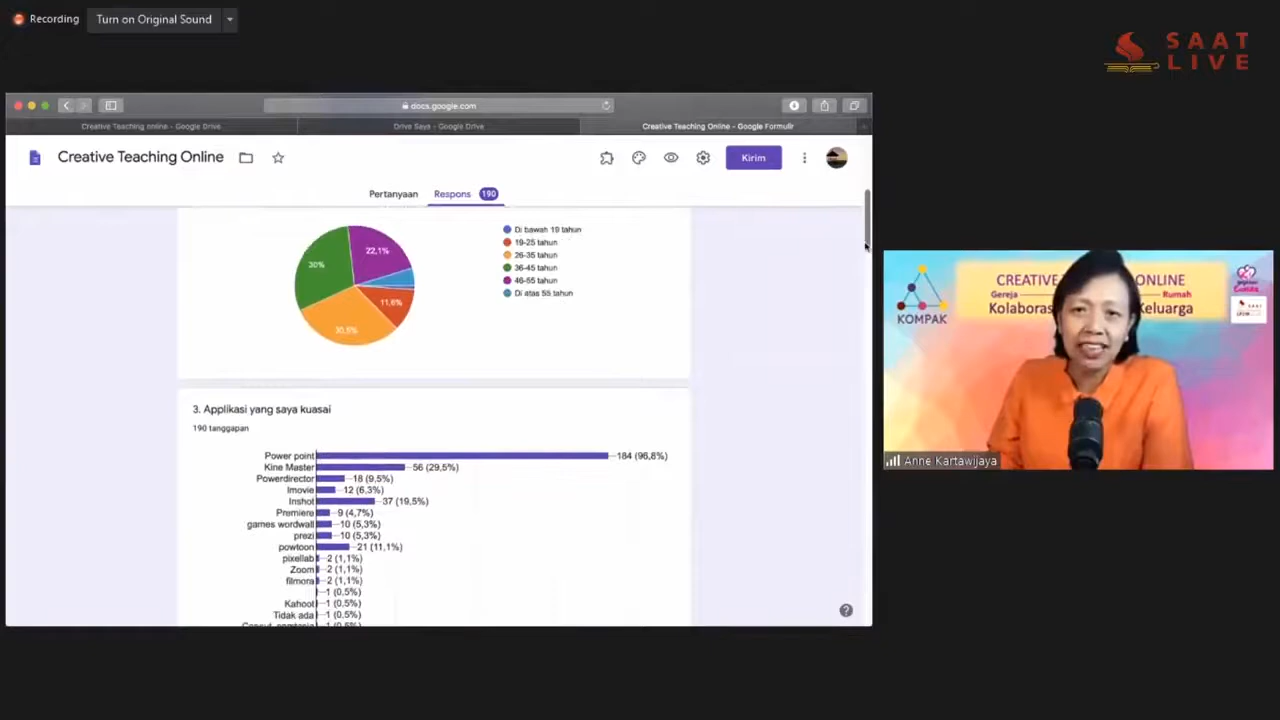 Recording
Turn on Original Sound
SAAT
LIVE
docs.google.com
Creative Teaching online - Google Drive
Drive Saya - Google Drive
Creative Teaching Online - Google Formulir
Creative Teaching Online
Kirim
Pertanyaan
Respons 190
22,1%
30%
11,6%
30,5%
Di bawah 19 tahun
19-25 tahun
26-35 tahun
36-45 tahun
46-55 tahun
Di atas 55 tahun
3. Applikasi yang saya kuasai
190 tanggapan
Power point 184 (96,8%)
Kine Master 56 (29,5%)
Powerdirector 18 (9,5%)
Imovie 12 (6,3%)
Inshot 37 (19,5%)
Premiere 9 (4,7%)
games wordwall 10 (5,3%)
prezi 10 (5,3%)
powtoon 21 (11,1%)
pixellab 2 (1,1%)
Zoom 2 (1,1%)
filmora 2 (1,1%)
1 (0,5%)
Kahoot 1 (0,5%)
Tidak ada 1 (0,5%)
KOMPAK
CREATIVE ONLINE
Gereja Rumah
Kolaboras Keluarga
Anne Kartawijaya